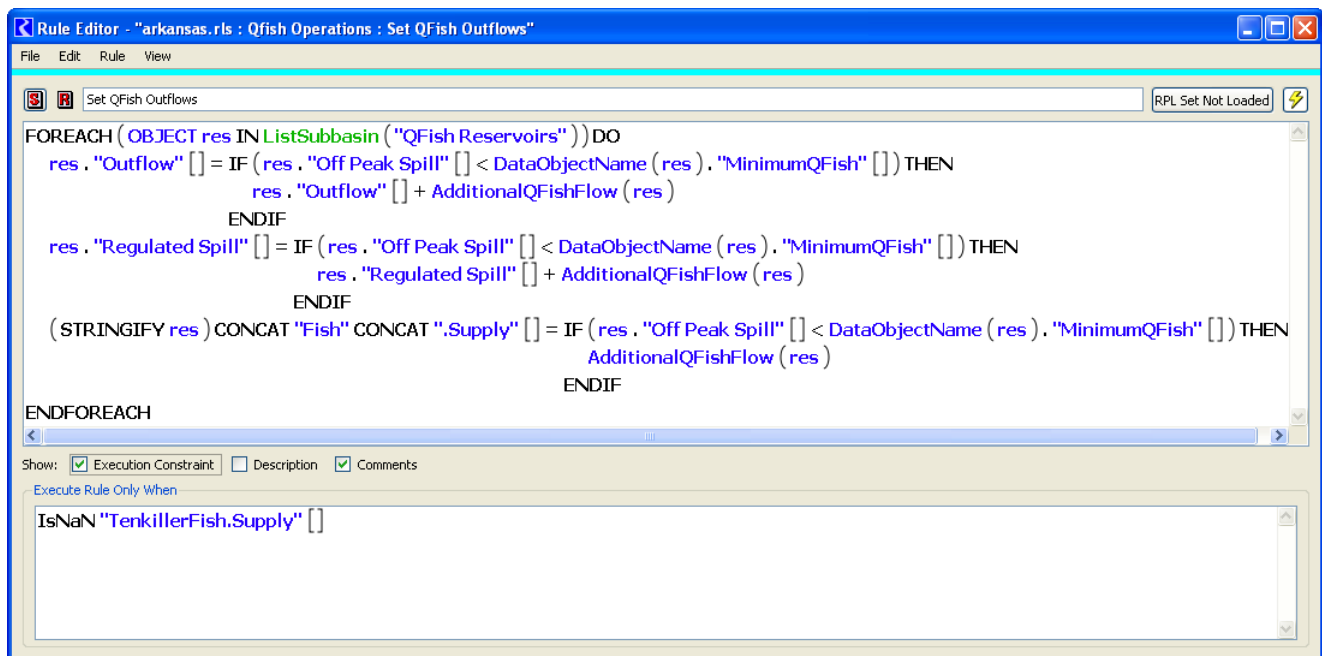 Rule Editor - "arkansas.rls : Qfish Operations : Set QFish Outflows"
File Edit Rule View
S R Set QFish Outflows RPL Set Not Loaded
FOREACH ( OBJECT res IN ListSubbasin ( "QFish Reservoirs" ) ) DO
res . "Outflow" [] = IF ( res . "Off Peak Spill" [] < DataObjectName ( res ) . "MinimumQFish" [] ) THEN
res . "Outflow" [] + AdditionalQFishFlow ( res )
ENDIF
res . "Regulated Spill" [] = IF ( res . "Off Peak Spill" [] < DataObjectName ( res ) . "MinimumQFish" [] ) THEN
res . "Regulated Spill" [] + AdditionalQFishFlow ( res )
ENDIF
( STRINGIFY res ) CONCAT "Fish" CONCAT ".Supply" [] = IF ( res . "Off Peak Spill" [] < DataObjectName ( res ) . "MinimumQFish" [] ) THEN
AdditionalQFishFlow ( res )
ENDIF
ENDFOREACH
Show: Execution Constraint Description Comments
Execute Rule Only When
IsNaN "TenkillerFish.Supply" []